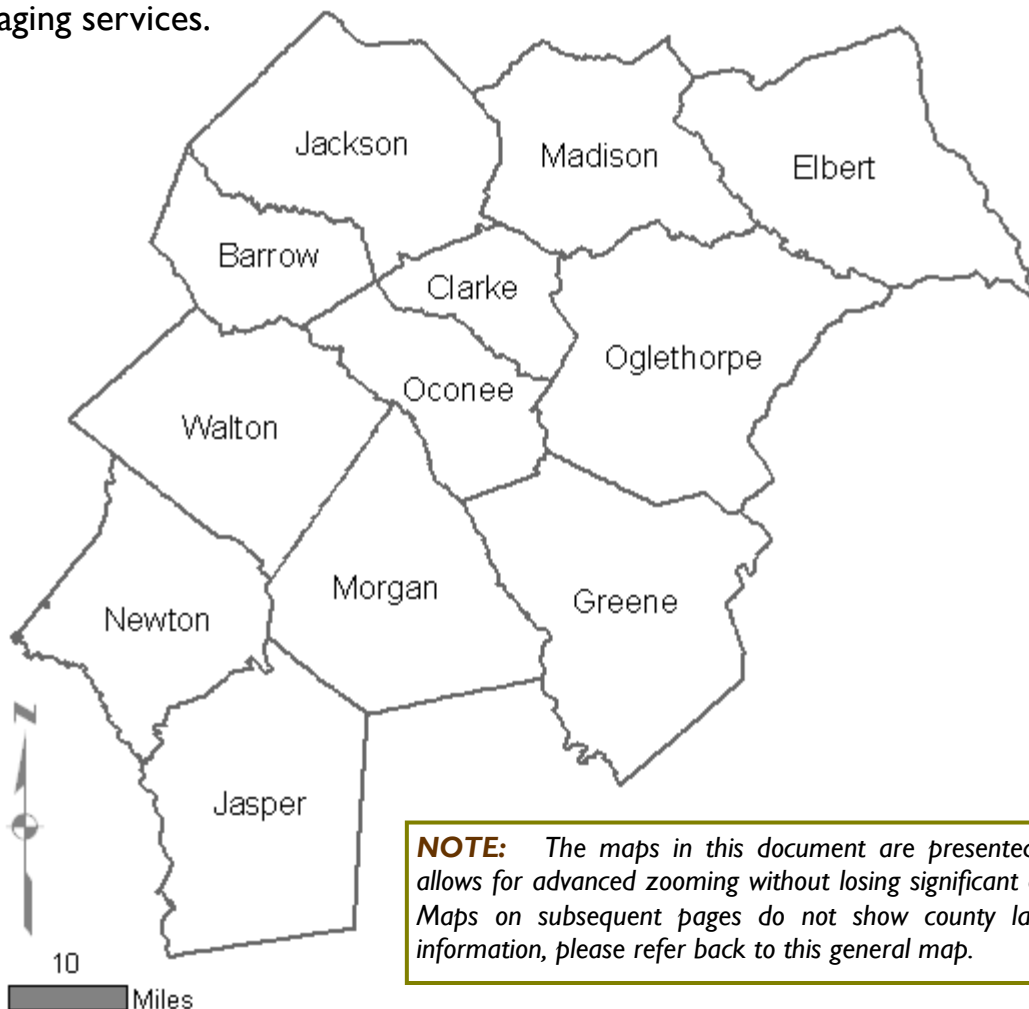 aging services.
Jackson
Madison
Elbert
Barrow
Clarke
Oglethorpe
Oconee
Walton
Morgan
Greene
Newton
N
Jasper
NOTE: The maps in this document are presented
allows for advanced zooming without losing significant
Maps on subsequent pages do not show county la
information, please refer back to this general map.
10
Miles